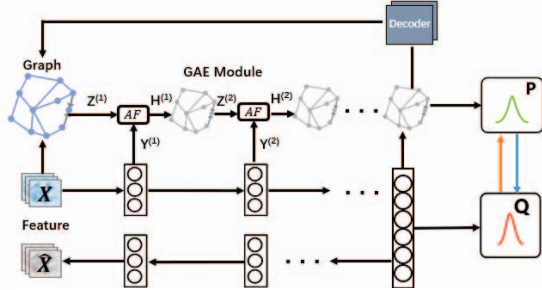 Decoder
Graph
GAE Module
Z(1)
AF
H(1)
Z(2)
AF
H(2)
P
Y(1)
Y(2)
. . .
X
. . .
Q
Feature
X̂
. . .